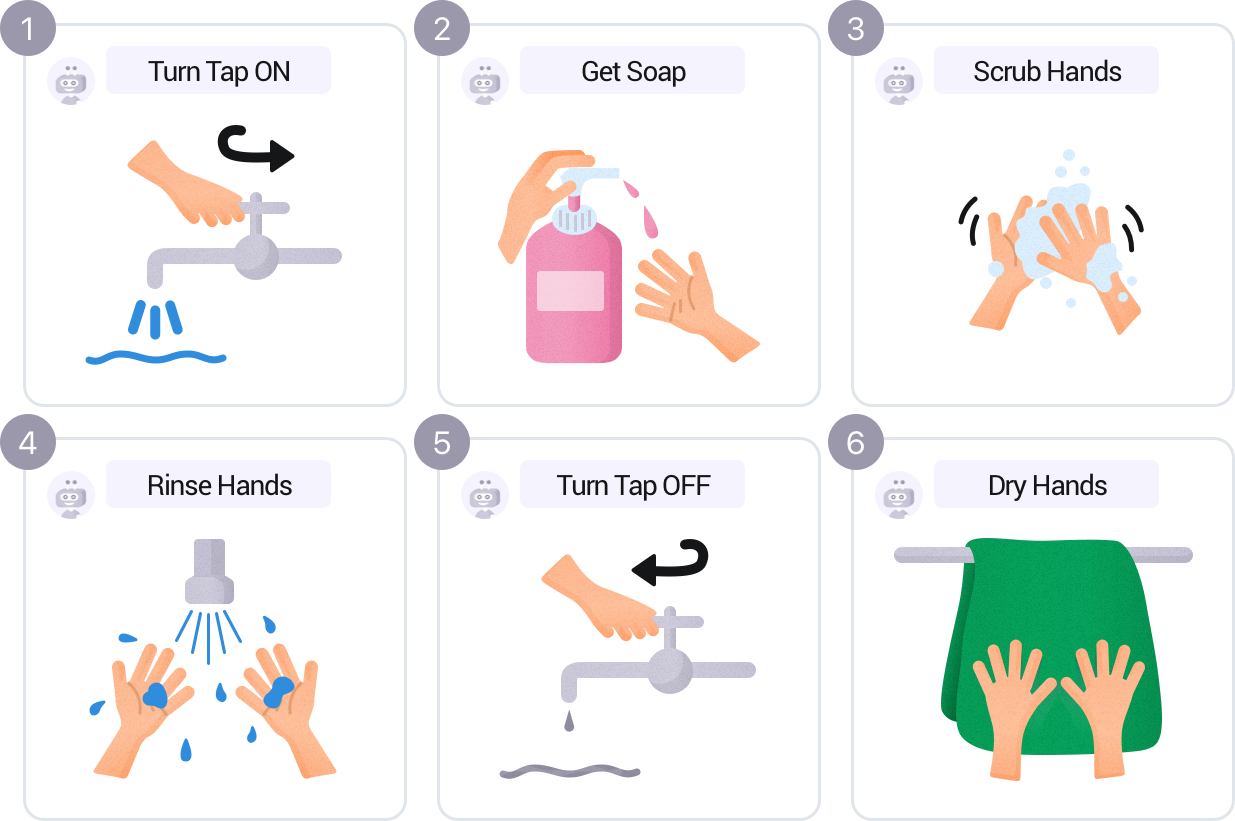 1
Turn Tap ON
2
Get Soap
3
Scrub Hands
4
Rinse Hands
5
Turn Tap OFF
6
Dry Hands